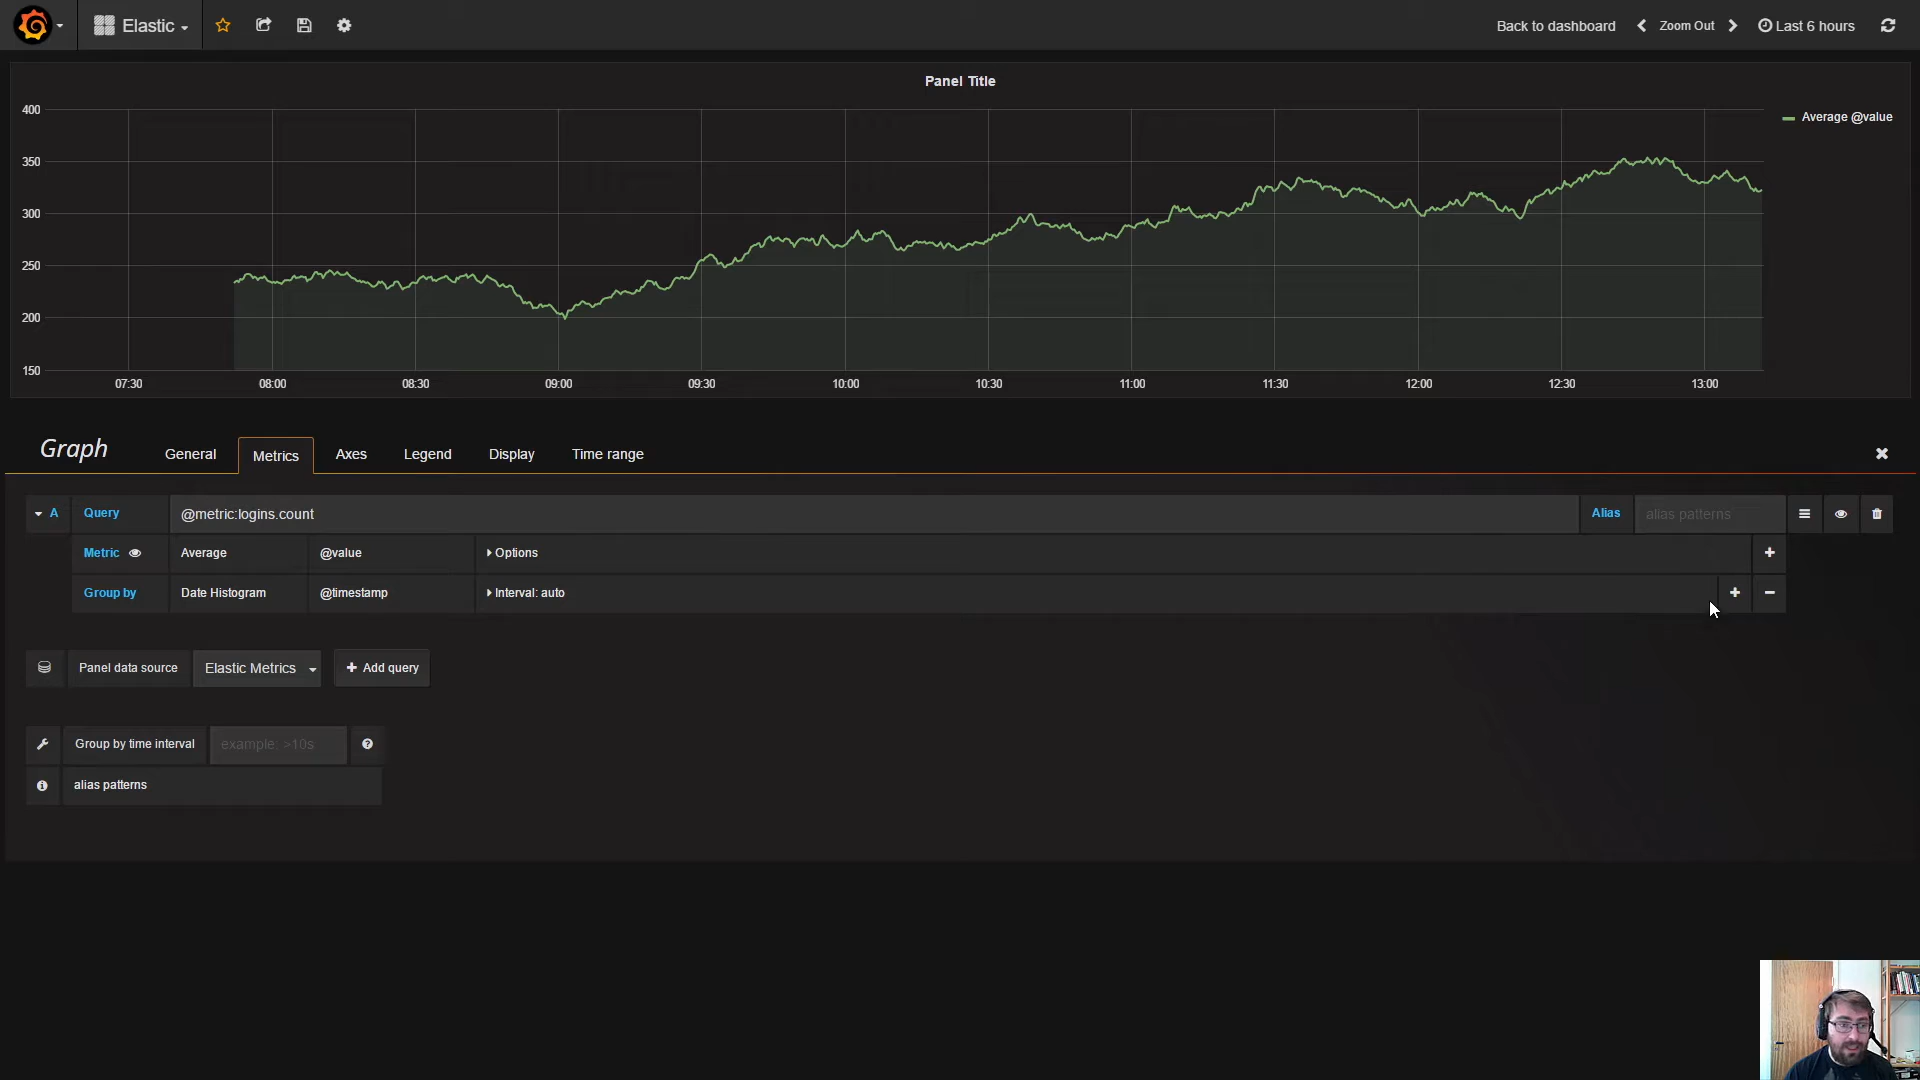 Elastic
Back to dashboard
Zoom Out
Last 6 hours
Panel Title
400
350
300
250
200
150
07:30
08:00
08:30
09:00
09:30
10:00
10:30
11:00
11:30
12:00
12:30
13:00
Average @value
Graph
General
Metrics
Axes
Legend
Display
Time range
A
Query
@metric:logins.count
Alias
alias patterns
Metric
Average
@value
Options
Group by
Date Histogram
@timestamp
Interval: auto
Panel data source
Elastic Metrics
Add query
Group by time interval
example: >10s
alias patterns